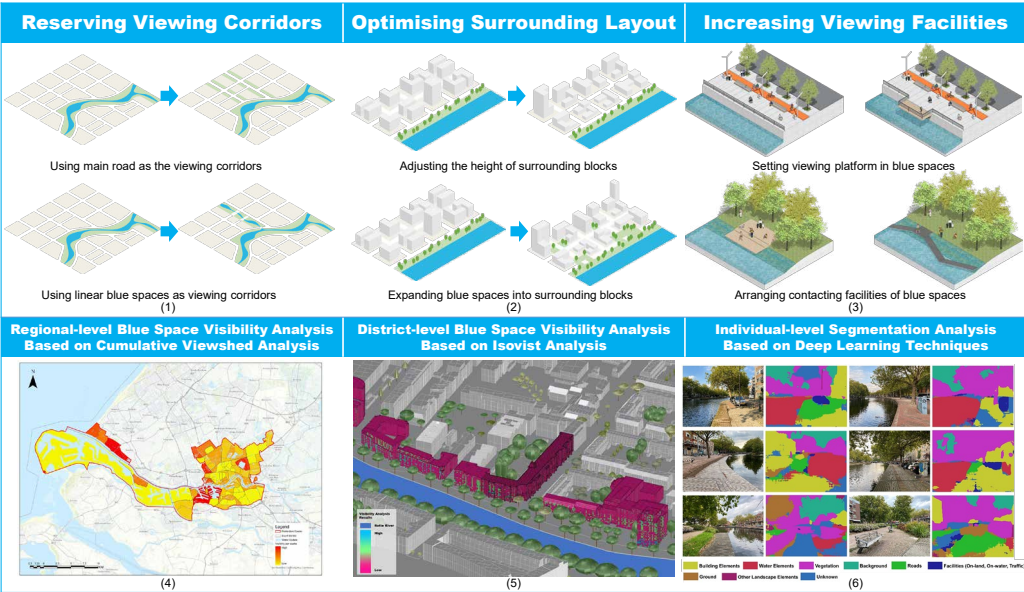 Reserving Viewing Corridors
Optimising Surrounding Layout
Increasing Viewing Facilities
Using main road as the viewing corridors
Adjusting the height of surrounding blocks
Setting viewing platform in blue spaces
Using linear blue spaces as viewing corridors
Expanding blue spaces into surrounding blocks
Arranging contacting facilities of blue spaces
(1)
(2)
(3)
Regional-level Blue Space Visibility Analysis
Based on Cumulative Viewshed Analysis
District-level Blue Space Visibility Analysis
Based on Isovist Analysis
Individual-level Segmentation Analysis
Based on Deep Learning Techniques
N
Legend
Visibility Analysis
Results
High
Low
Building Elements
Water Elements
Vegetation
Background
Roads
Facilities (On-land, On-water, Traffic)
Ground
Other Landscape Elements
Unknown
(4)
(5)
(6)